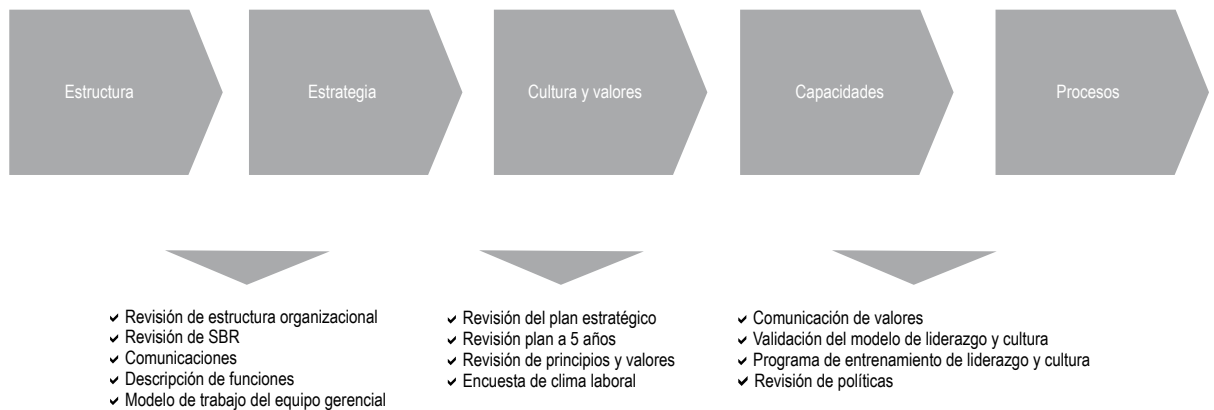 Estructura
Estrategia
Cultura y valores
Capacidades
Procesos
Revisión de estructura organizacional
Revisión de SBR
Comunicaciones
Descripción de funciones
Modelo de trabajo del equipo gerencial
Revisión del plan estratégico
Revisión plan a 5 años
Revisión de principios y valores
Encuesta de clima laboral
Comunicación de valores
Validación del modelo de liderazgo y cultura
Programa de entrenamiento de liderazgo y cultura
Revisión de políticas